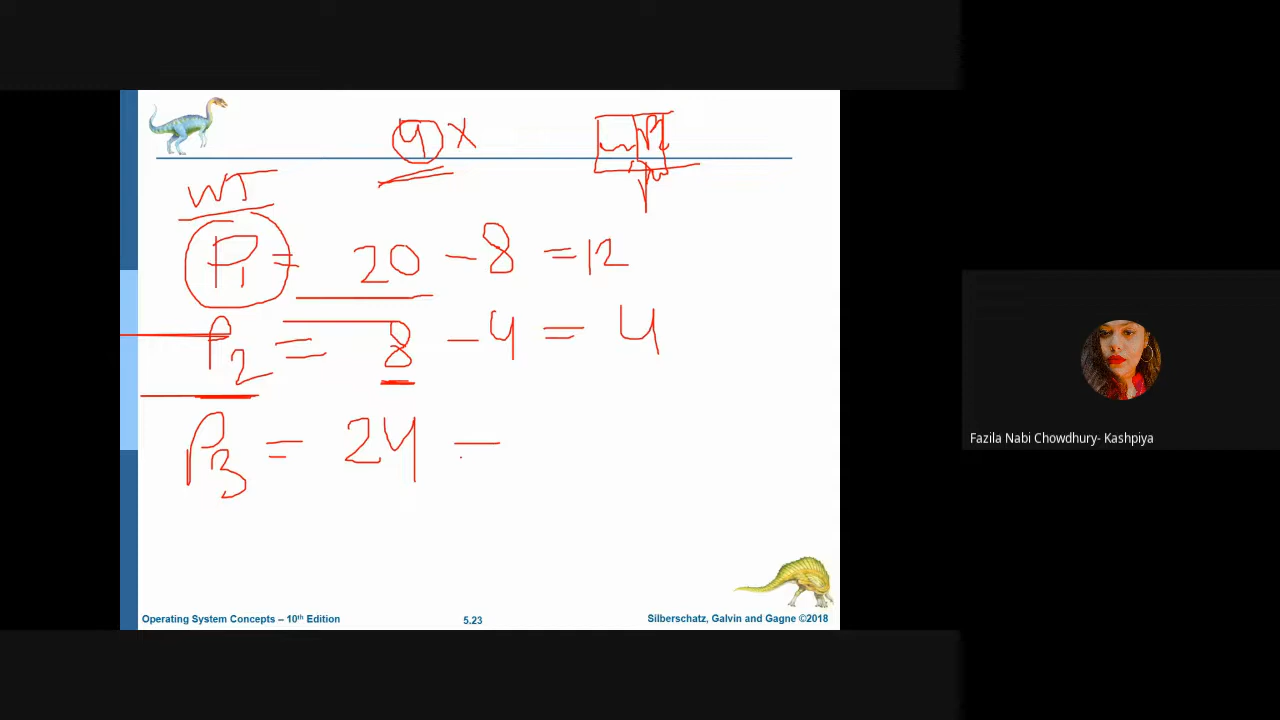 4 X
WT
P1 = 20 - 8 = 12
P2 = 8 - 4 = 4
P3 = 24 -
Fazila Nabi Chowdhury- Kashpiya
Operating System Concepts – 10th Edition
5.23
Silberschatz, Galvin and Gagne ©2018